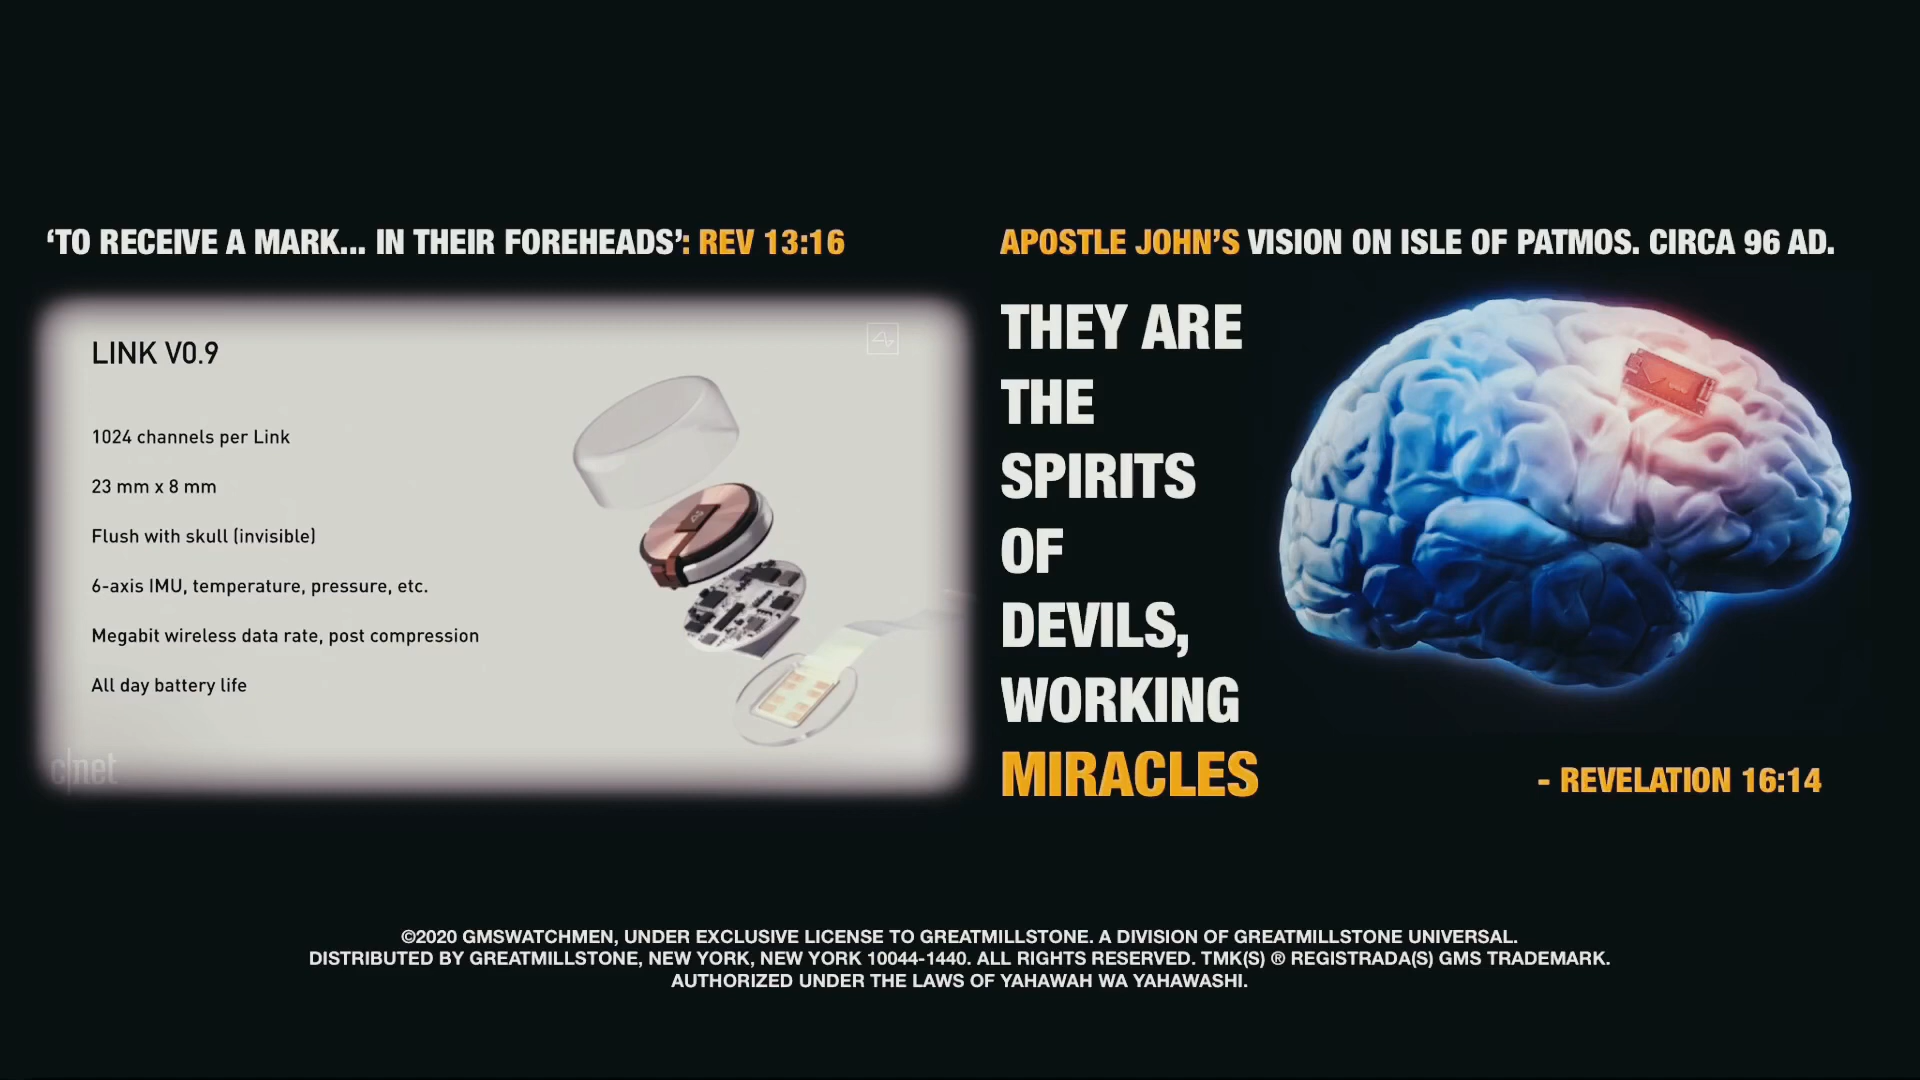 ‘TO RECEIVE A MARK... IN THEIR FOREHEADS’: REV 13:16
LINK V0.9
1024 channels per Link
23 mm x 8 mm
Flush with skull (invisible)
6-axis IMU, temperature, pressure, etc.
Megabit wireless data rate, post compression
All day battery life
c|net
APOSTLE JOHN’S VISION ON ISLE OF PATMOS. CIRCA 96 AD.
THEY ARE
THE
SPIRITS
OF
DEVILS,
WORKING
MIRACLES
- REVELATION 16:14
©2020 GMSWATCHMEN, UNDER EXCLUSIVE LICENSE TO GREATMILLSTONE. A DIVISION OF GREATMILLSTONE UNIVERSAL.
DISTRIBUTED BY GREATMILLSTONE, NEW YORK, NEW YORK 10044-1440. ALL RIGHTS RESERVED. TMK(S) ® REGISTRADA(S) GMS TRADEMARK.
AUTHORIZED UNDER THE LAWS OF YAHAWAH WA YAHAWASHI.